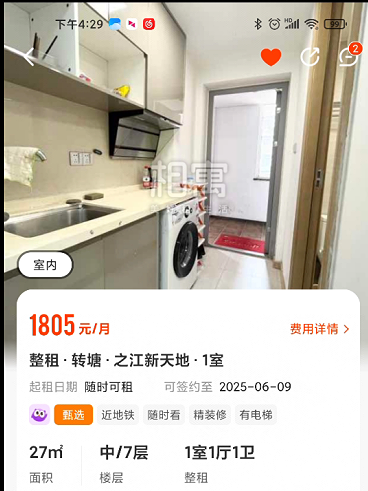 下午4:29
HD
99
2
相寓
室内
1805元/月
费用详情
整租·转塘·之江新天地·1室
起租日期 随时可租 可签约至 2025-06-09
甄选 近地铁 随时看 精装修 有电梯
27㎡ 中/7层 1室1厅1卫
面积 楼层 整租